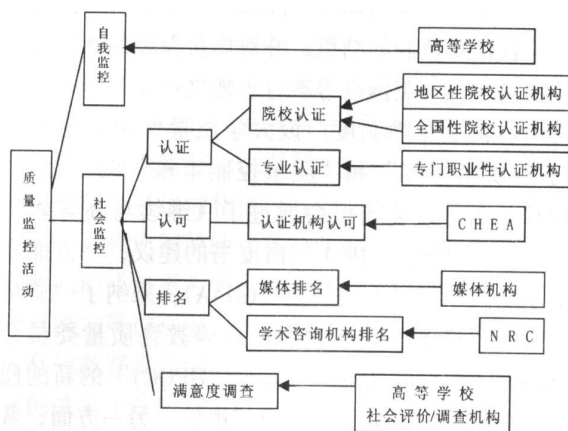 自我监控
高等学校
地区性院校认证机构
院校认证
全国性院校认证机构
认证
专业认证
专门职业性认证机构
质量监控活动
社会监控
认可
认证机构认可
CHEA
排名
媒体排名
媒体机构
学术咨询机构排名
NRC
满意度调查
高等学校
社会评价/调查机构